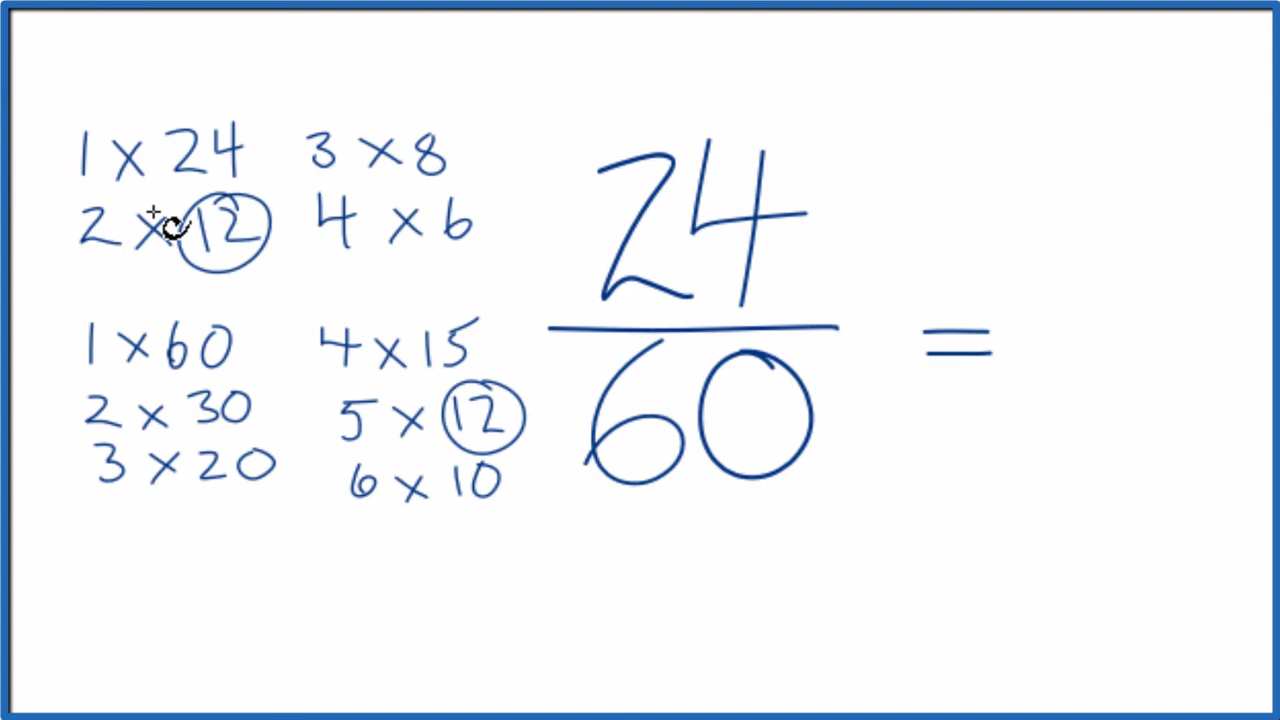 1 x 24 3 x 8
2 x 12 4 x 6
1 x 60 4 x 15
2 x 30 5 x 12
3 x 20 6 x 10
24
60
=